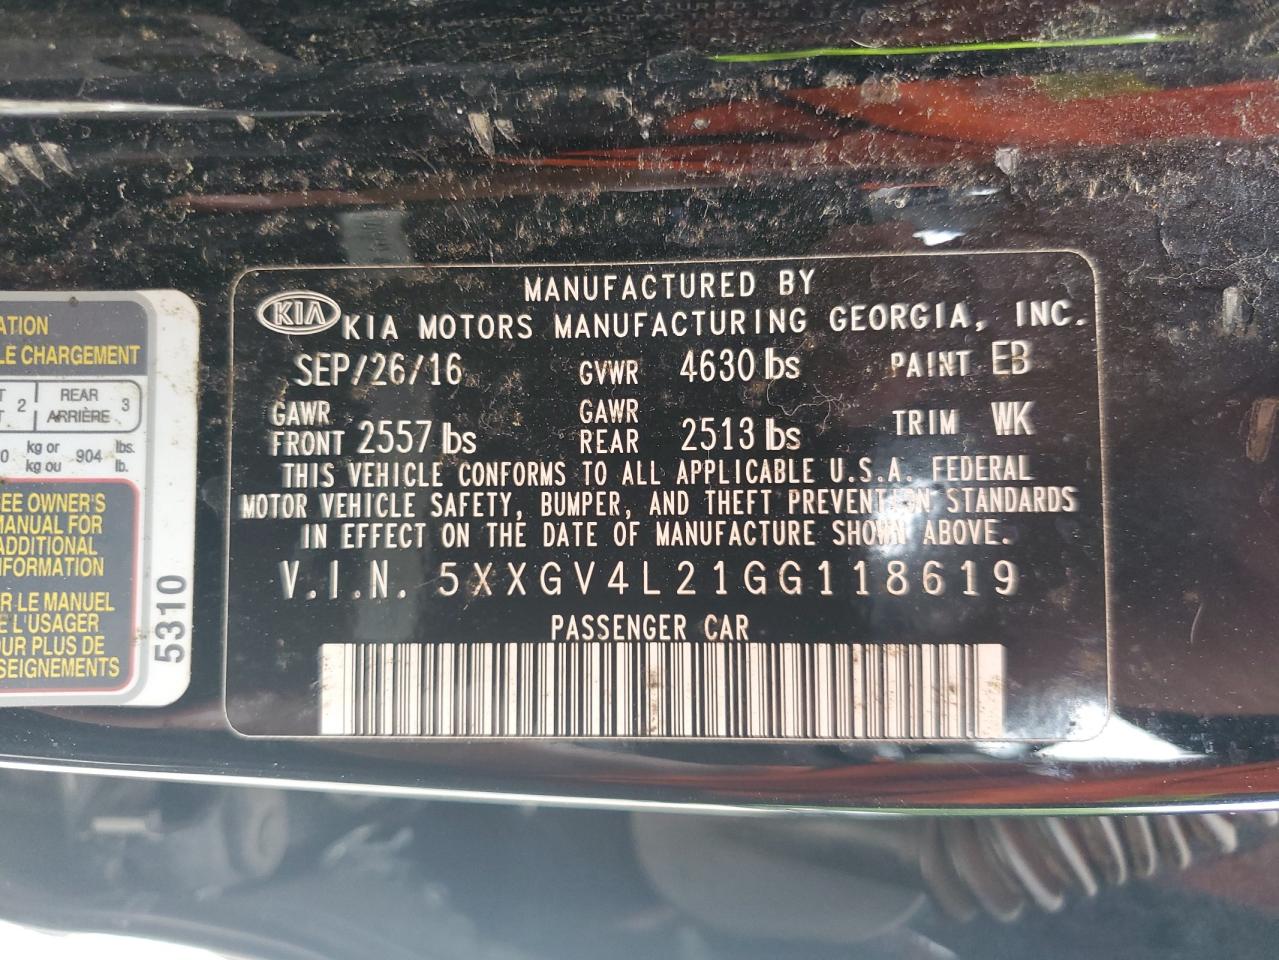 MANUFACTURED BY
KIA KIA MOTORS MANUFACTURING GEORGIA, INC.
SEP/26/16 GVWR 4630 lbs PAINT EB
GAWR FRONT 2557 lbs GAWR REAR 2513 lbs TRIM WK
THIS VEHICLE CONFORMS TO ALL APPLICABLE U.S.A. FEDERAL
MOTOR VEHICLE SAFETY, BUMPER, AND THEFT PREVENTION STANDARDS
IN EFFECT ON THE DATE OF MANUFACTURE SHOWN ABOVE.
V.I.N. 5XXGV4L21GG118619
PASSENGER CAR
ATION
LE CHARGEMENT
2 REAR
ARRIÈRE 3
kg or 904 lbs.
kg ou lb.
EE OWNER'S
MANUAL FOR
ADDITIONAL
NFORMATION
R LE MANUEL
E L'USAGER
UR PLUS DE
SEIGNEMENTS
5310